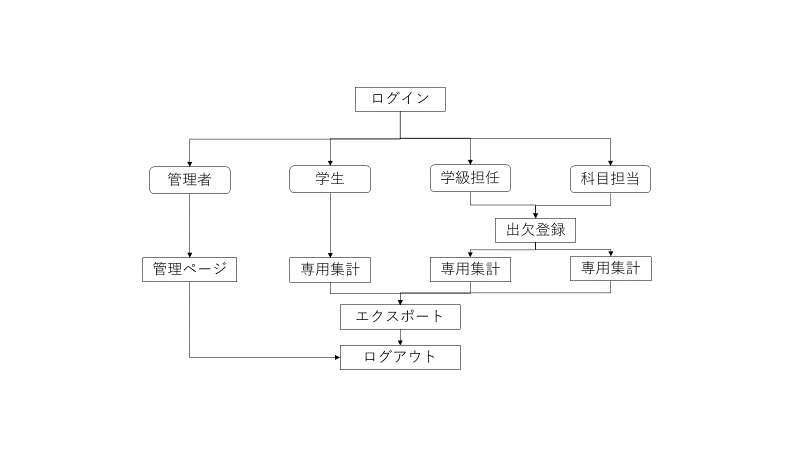 ログイン
管理者
学生
学級担任
科目担当
出欠登録
管理ページ
専用集計
専用集計
専用集計
エクスポート
ログアウト